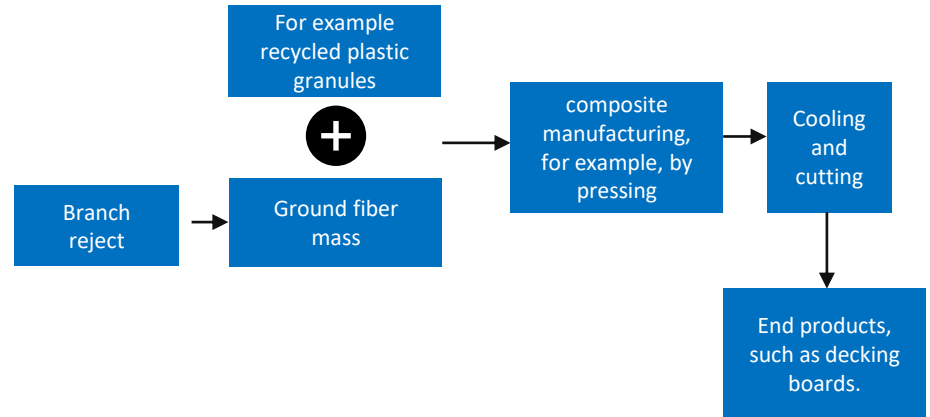 For example
recycled plastic
granules
+
Branch
reject
Ground fiber
mass
composite
manufacturing,
for example, by
pressing
Cooling
and
cutting
End products,
such as decking
boards.